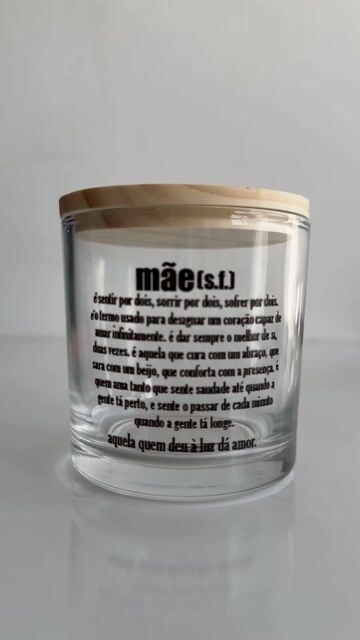 mãe(s.f.)
é sentir por dois, sorrir por dois, sofrer por dois.
é o termo usado para designar um coração capaz de
amar infinitamente. é dar sempre o melhor de si,
duas vezes. é aquela que cura com um abraço, que
sara com um beijo, que conforta com a presença. é
quem ama tanto que sente saudade até quando a
gente tá perto, e sente o passar de cada minuto
quando a gente tá longe.
aquela quem deu à luz dá amor.